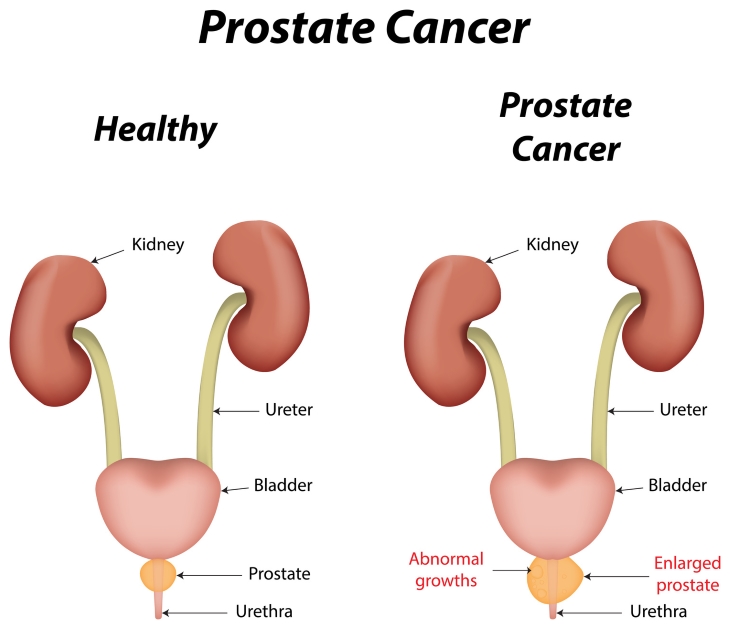 Prostate Cancer
Healthy
Prostate
Cancer
Kidney
Ureter
Bladder
Prostate
Urethra
Kidney
Ureter
Bladder
Abnormal
growths
Enlarged
prostate
Urethra